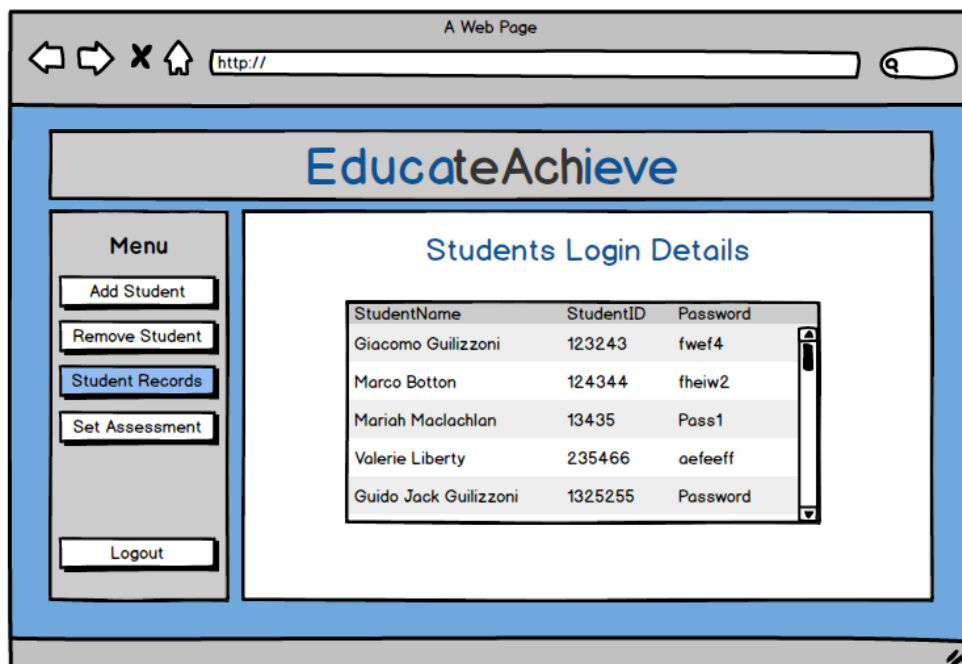 A Web Page
http://
EducateAchieve
Menu
Add Student
Remove Student
Student Records
Set Assessment
Logout
Students Login Details
StudentName StudentID Password
Giacomo Guilizzoni 123243 fwef4
Marco Botton 124344 fheiw2
Mariah Maclachlan 13435 Pass1
Valerie Liberty 235466 aefeeff
Guido Jack Guilizzoni 1325255 Password